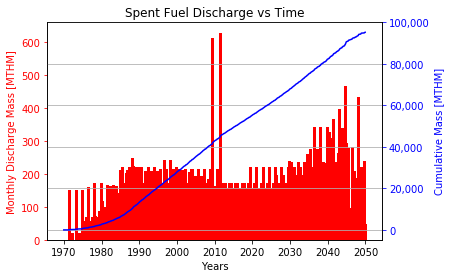 Spent Fuel Discharge vs Time
Monthly Discharge Mass [MTHM]
600
500
400
300
200
100
0
100,000
80,000
60,000
40,000
20,000
0
Cumulative Mass [MTHM]
1970 1980 1990 2000 2010 2020 2030 2040 2050
Years